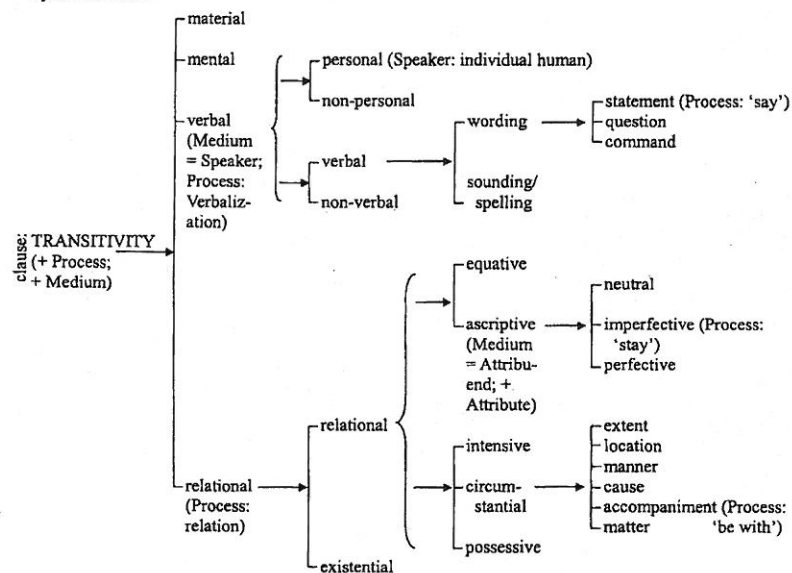 material
mental
verbal
(Medium
= Speaker;
Process:
Verbaliz-
ation)
personal (Speaker: individual human)
non-personal
verbal
non-verbal
wording
sounding/
spelling
statement (Process: ‘say’)
question
command
clause:
TRANSITIVITY
(+ Process;
+ Medium)
relational
(Process:
relation)
relational
existential
equative
ascriptive
(Medium
= Attribu-
end; +
Attribute)
neutral
imperfective (Process:
‘stay’)
perfective
intensive
circum-
stantial
possessive
extent
location
manner
cause
accompaniment (Process:
matter ‘be with’)